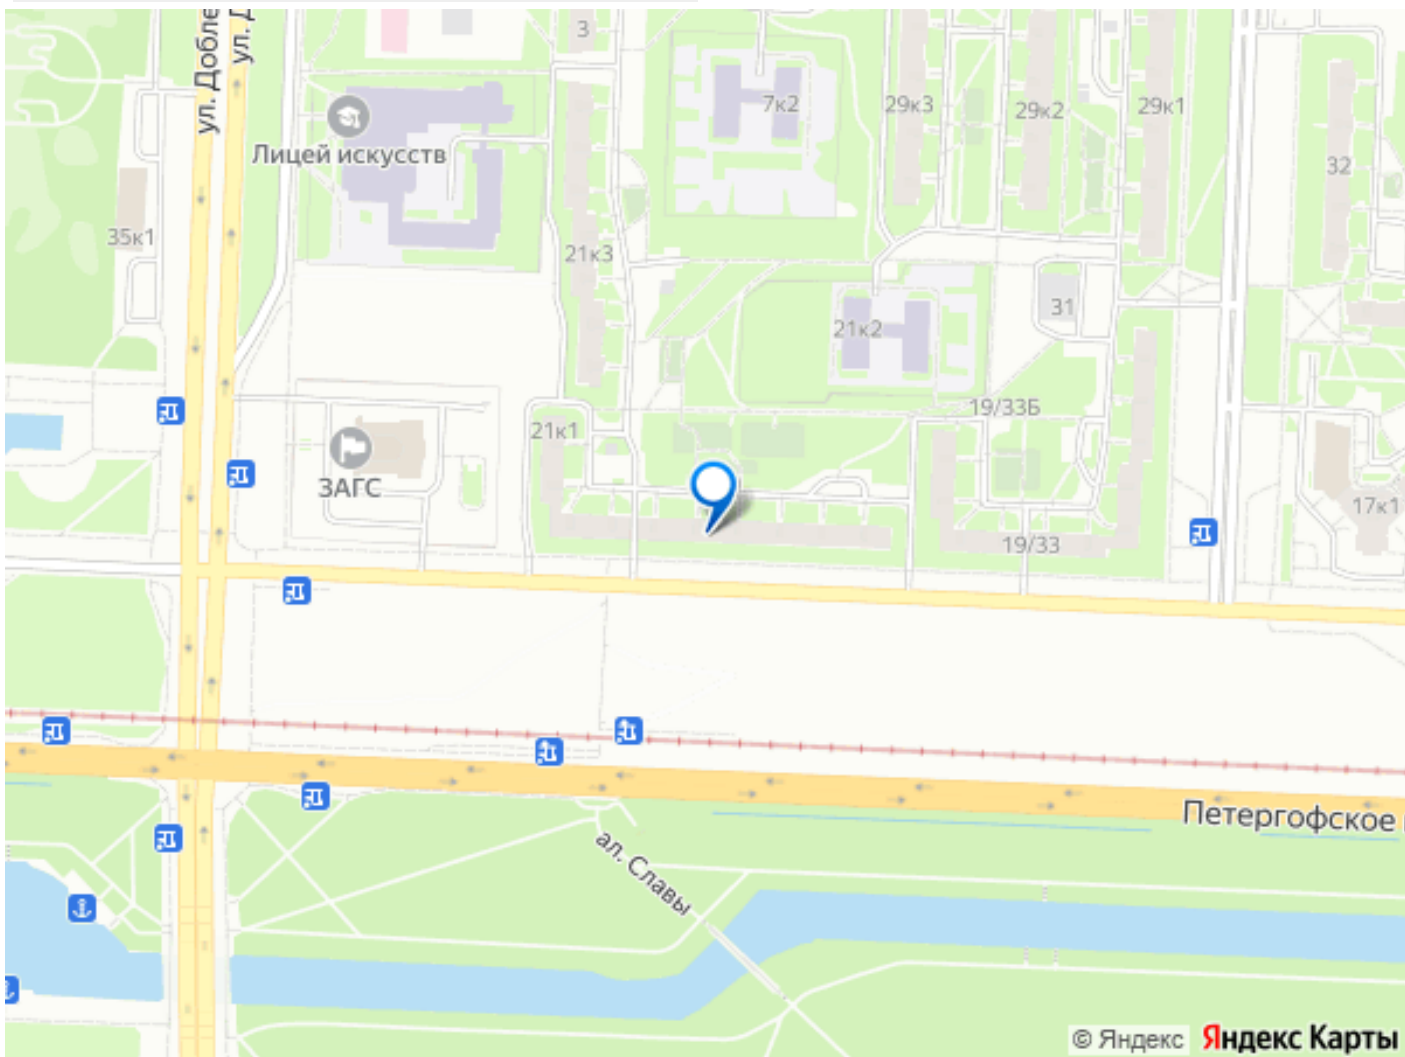 ул. Добле
ул. Д
3
7к2
29к3
29к2
29к1
Лицей искусств
32
35к1
21к3
31
21к2
19/33Б
21к1
ЗАГС
17к1
19/33
Петергофское
ал. Славы
© Яндекс Яндекс Карты